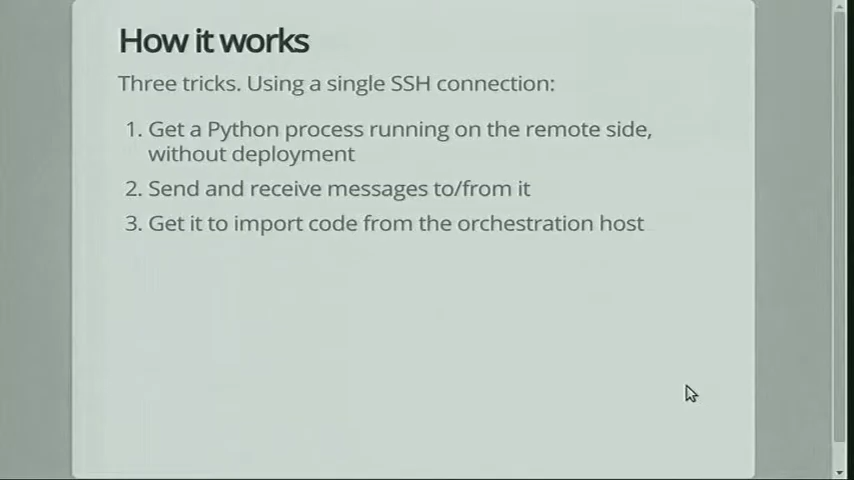 How it works
Three tricks. Using a single SSH connection:
1. Get a Python process running on the remote side,
without deployment
2. Send and receive messages to/from it
3. Get it to import code from the orchestration host